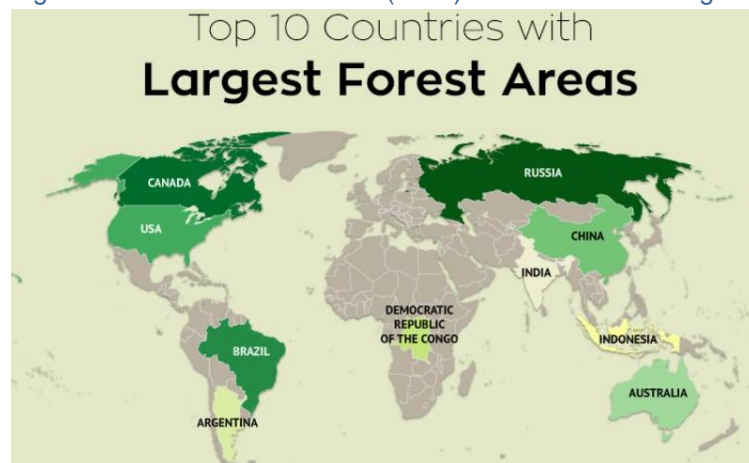 Top 10 Countries with
Largest Forest Areas
CANADA
RUSSIA
USA
CHINA
INDIA
DEMOCRATIC
REPUBLIC
OF THE CONGO
BRAZIL
INDONESIA
AUSTRALIA
ARGENTINA